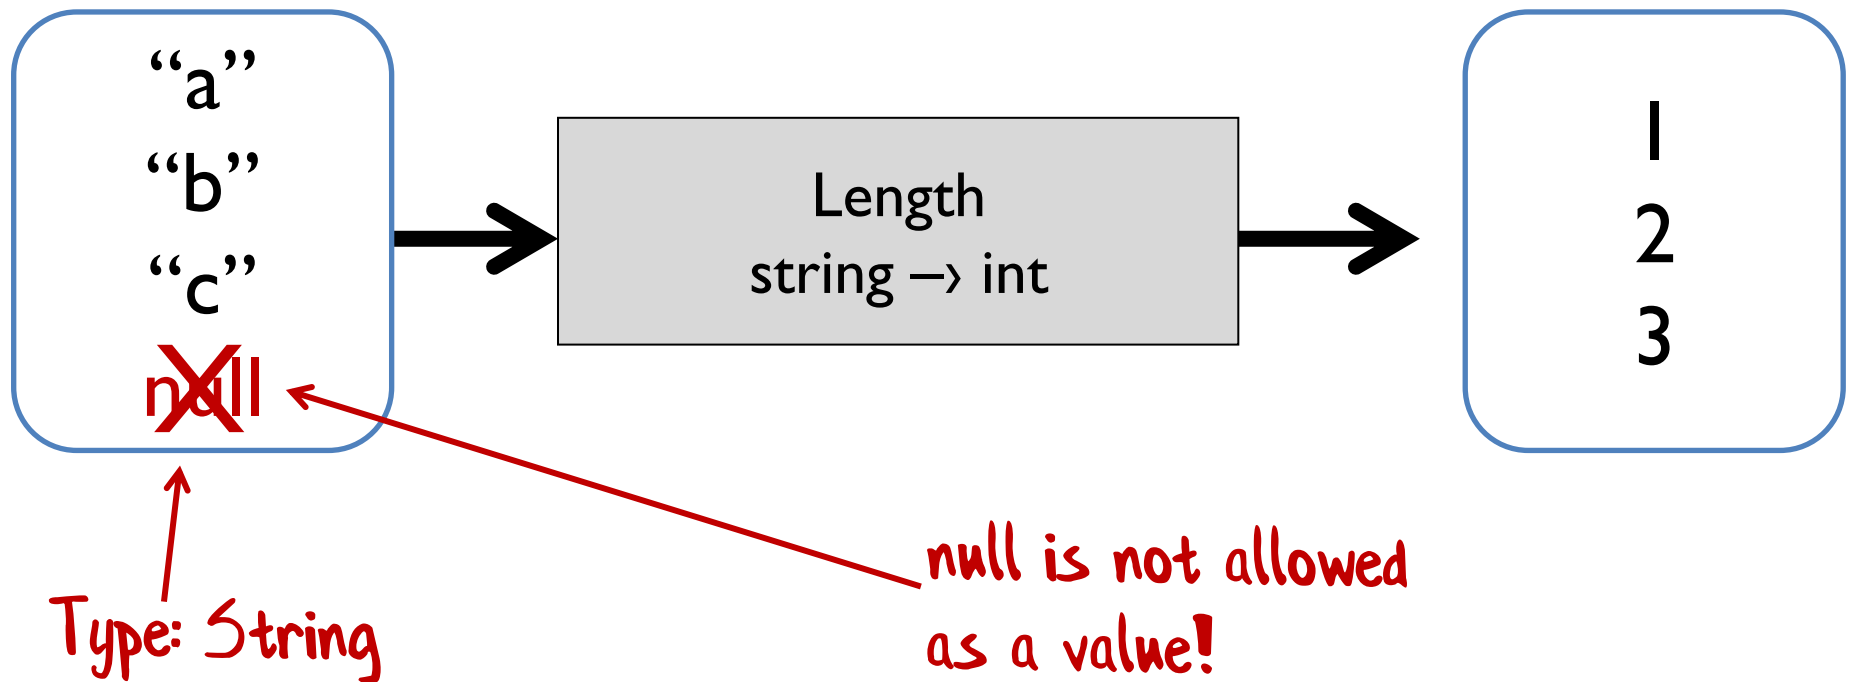 “a”
“b”
“c”
null
Length
string –> int
1
2
3
Type: String
null is not allowed
as a value!